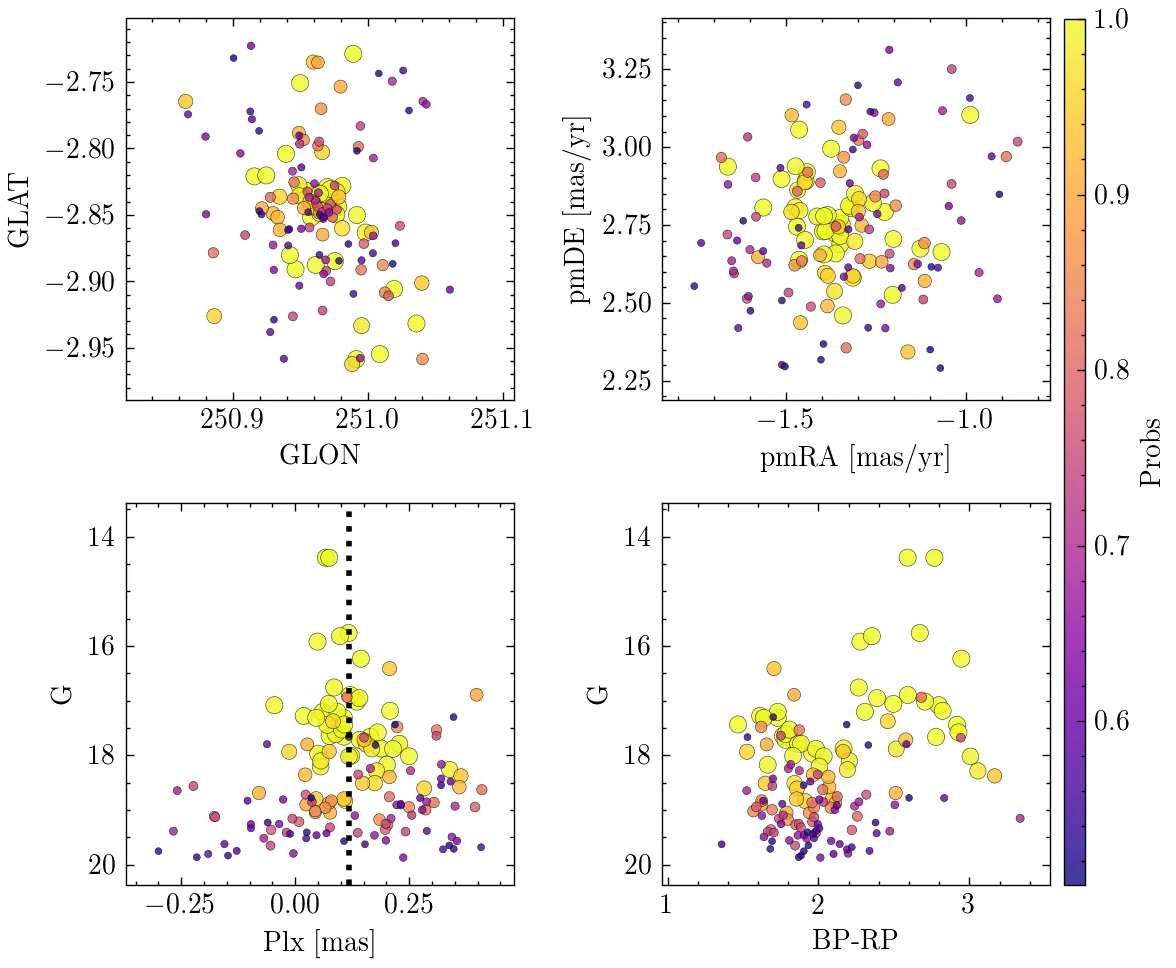 −2.75
−2.80
−2.85
−2.90
−2.95
GLAT
250.9 251.0 251.1
GLON
3.25
3.00
2.75
2.50
2.25
pmDE [mas/yr]
−1.5 −1.0
pmRA [mas/yr]
1.0
0.9
0.8
0.7
0.6
Probs
14
16
18
20
G
−0.25 0.00 0.25
Plx [mas]
14
16
18
20
G
1 2 3
BP-RP